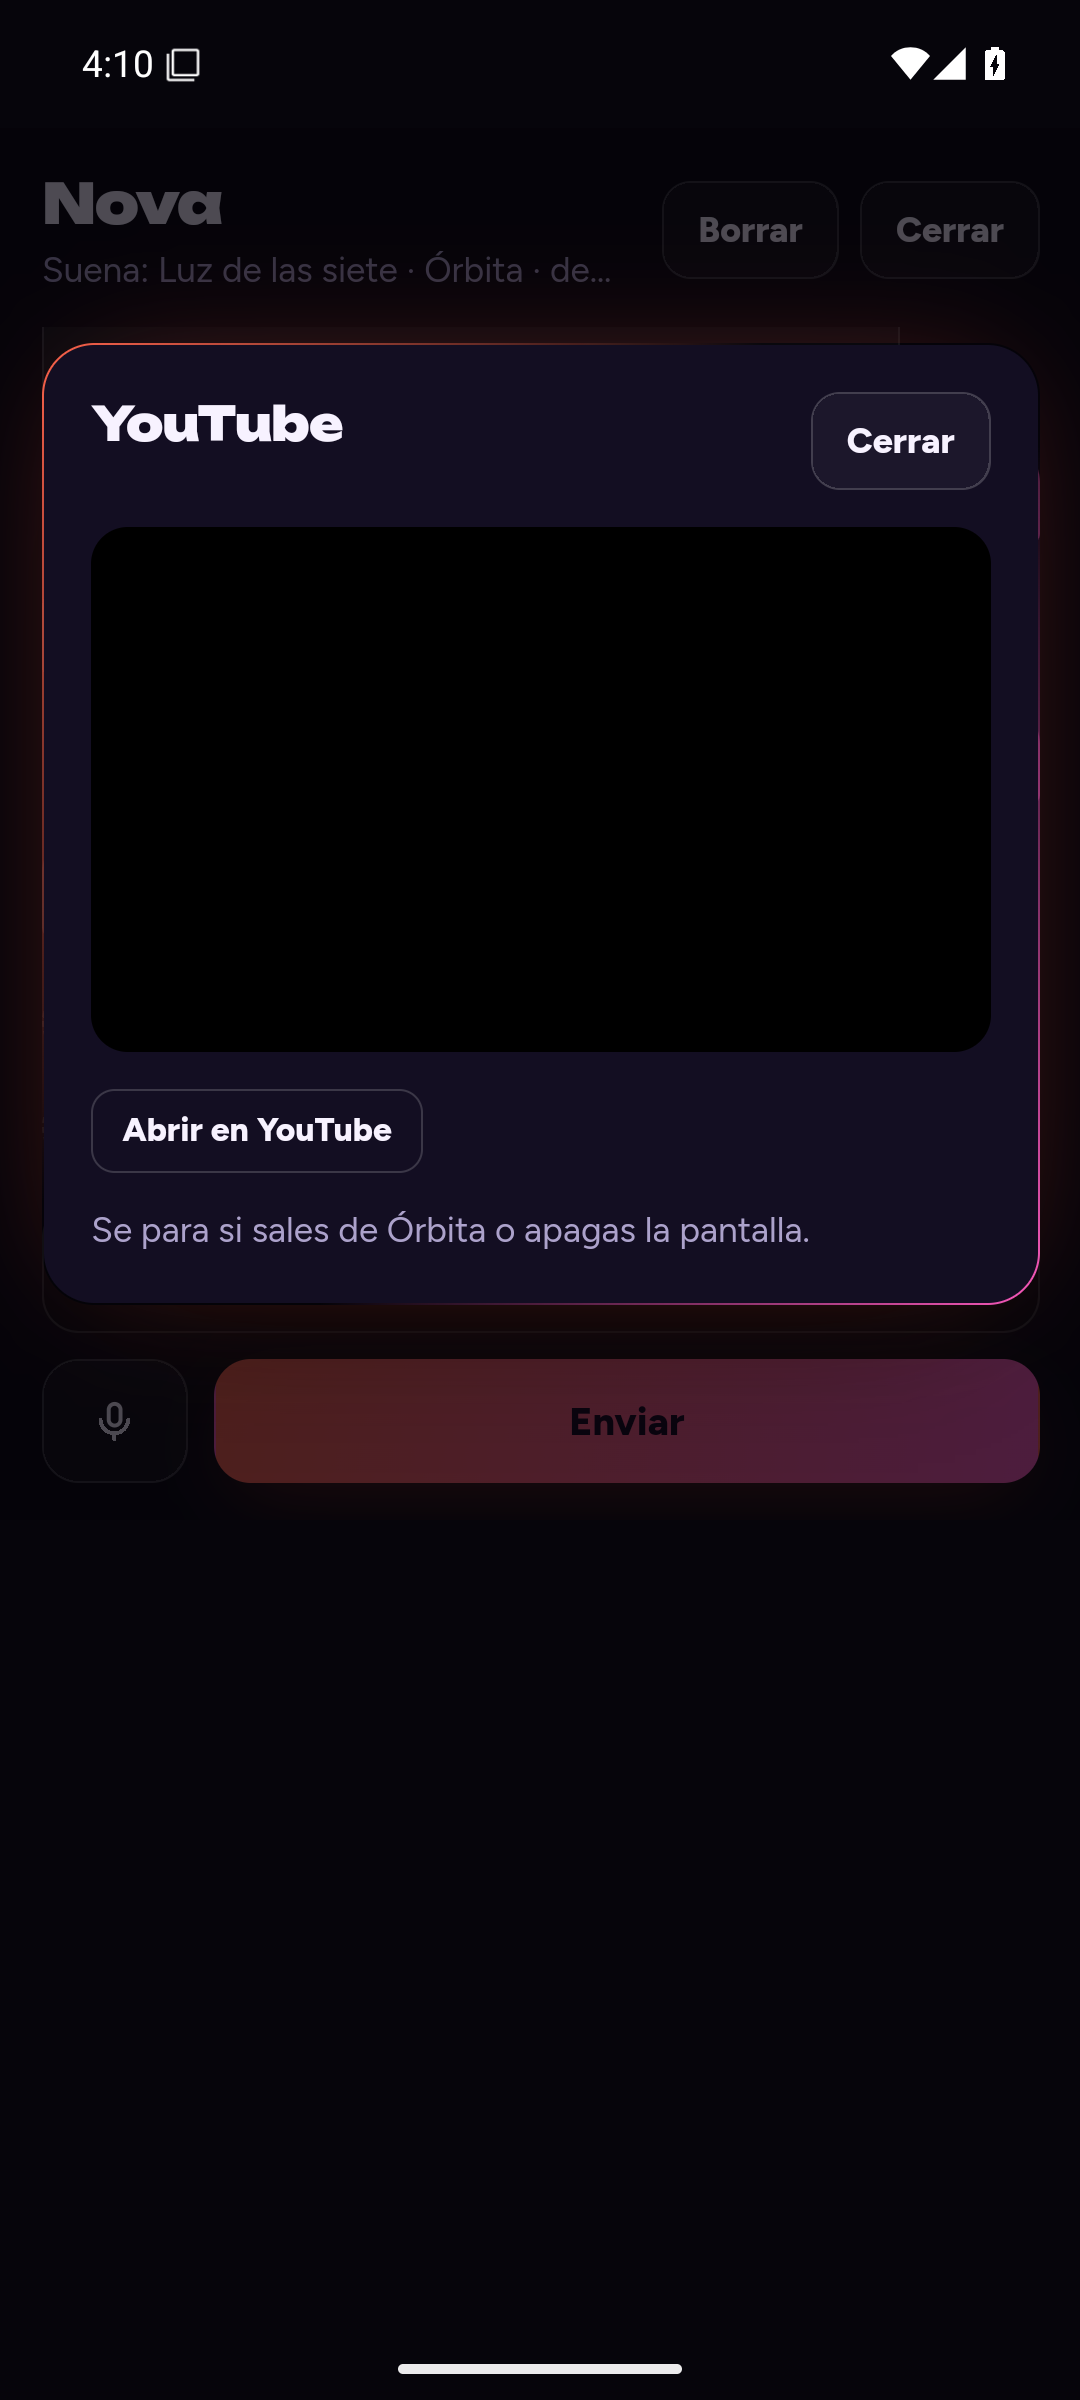 4:10
Nova
Borrar
Cerrar
Suena: Luz de las siete · Órbita · de...
YouTube
Cerrar
Abrir en YouTube
Se para si sales de Órbita o apagas la pantalla.
Enviar